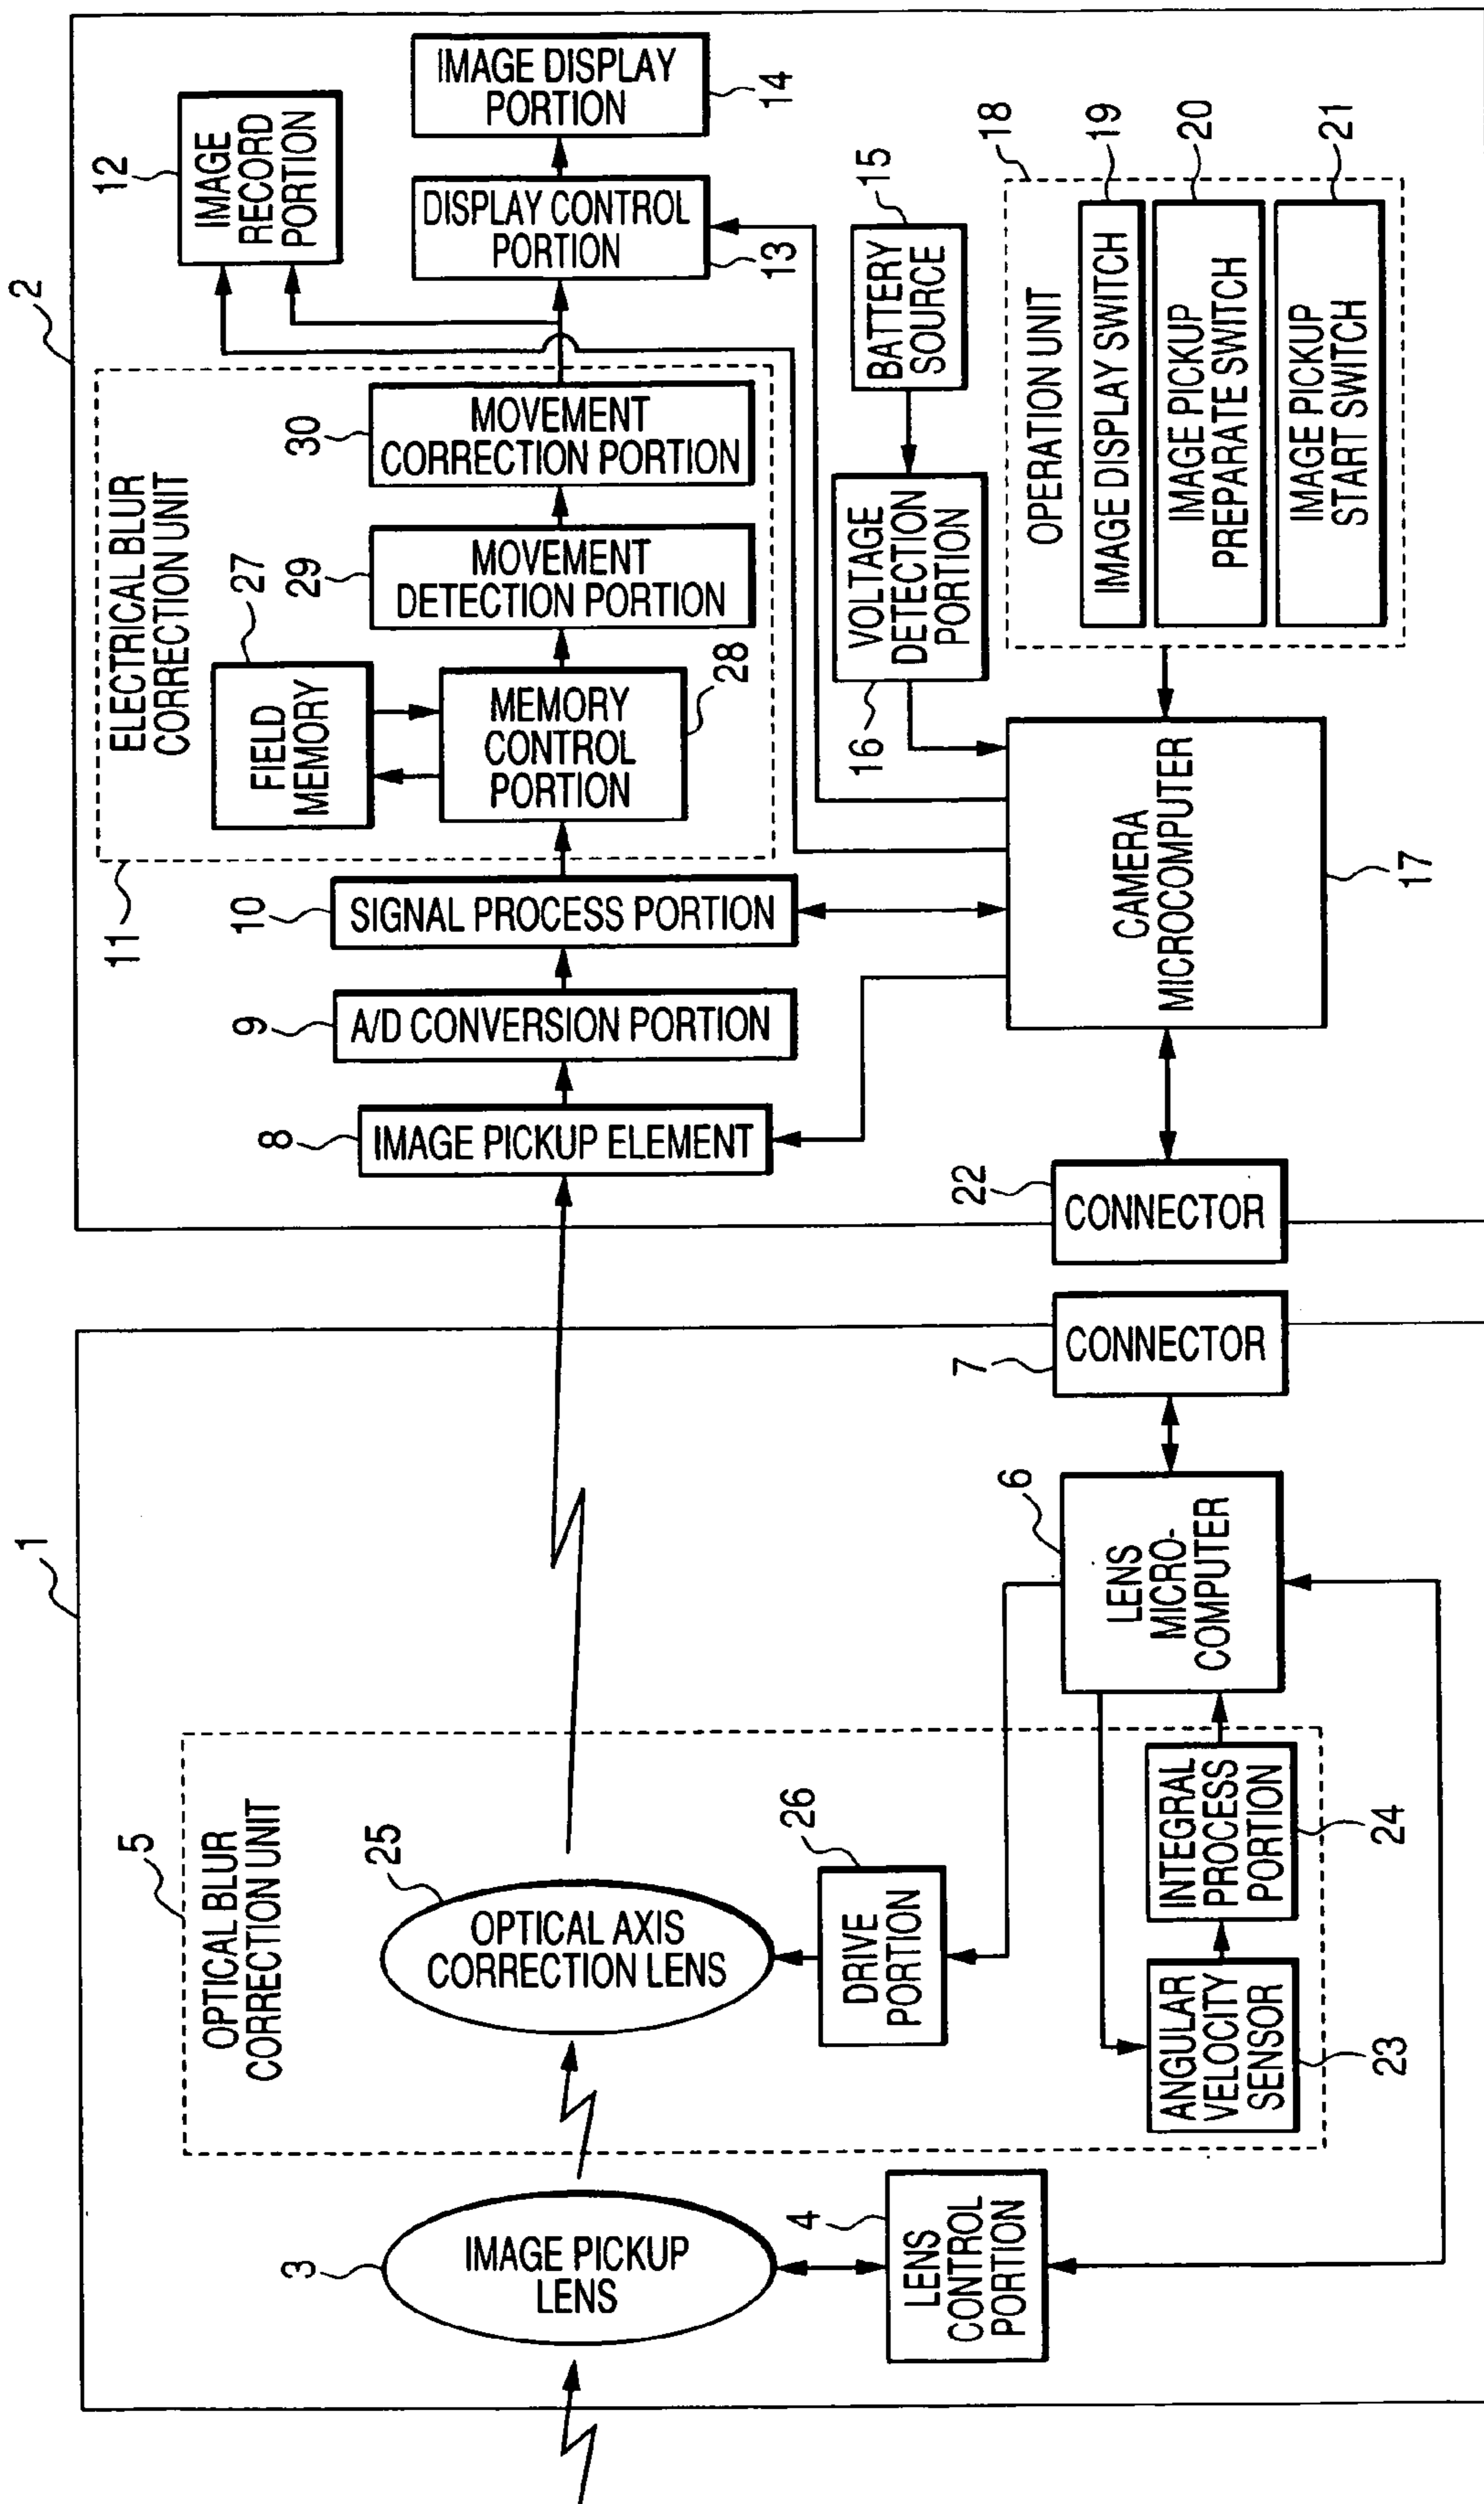 1
3
IMAGE PICKUP
LENS
4
LENS
CONTROL
PORTION
5
OPTICAL BLUR
CORRECTION UNIT
25
OPTICAL AXIS
CORRECTION LENS
26
DRIVE
PORTION
ANGULAR
VELOCITY
SENSOR
23
INTEGRAL
PROCESS
PORTION
24
6
LENS
MICRO-
COMPUTER
7
CONNECTOR
2
22
CONNECTOR
8
IMAGE PICKUP ELEMENT
9
A/D CONVERSION PORTION
10
SIGNAL PROCESS PORTION
11
ELECTRICAL BLUR
CORRECTION UNIT
27
FIELD
MEMORY
MEMORY
CONTROL
PORTION
28
29
MOVEMENT
DETECTION PORTION
30
MOVEMENT
CORRECTION PORTION
12
IMAGE
RECORD
PORTION
DISPLAY CONTROL
PORTION
13
IMAGE DISPLAY
PORTION
14
15
BATTERY
SOURCE
VOLTAGE
DETECTION
PORTION
16
CAMERA
MICROCOMPUTER
17
18
OPERATION UNIT
19
IMAGE DISPLAY SWITCH
20
IMAGE PICKUP
PREPARATE SWITCH
21
IMAGE PICKUP
START SWITCH